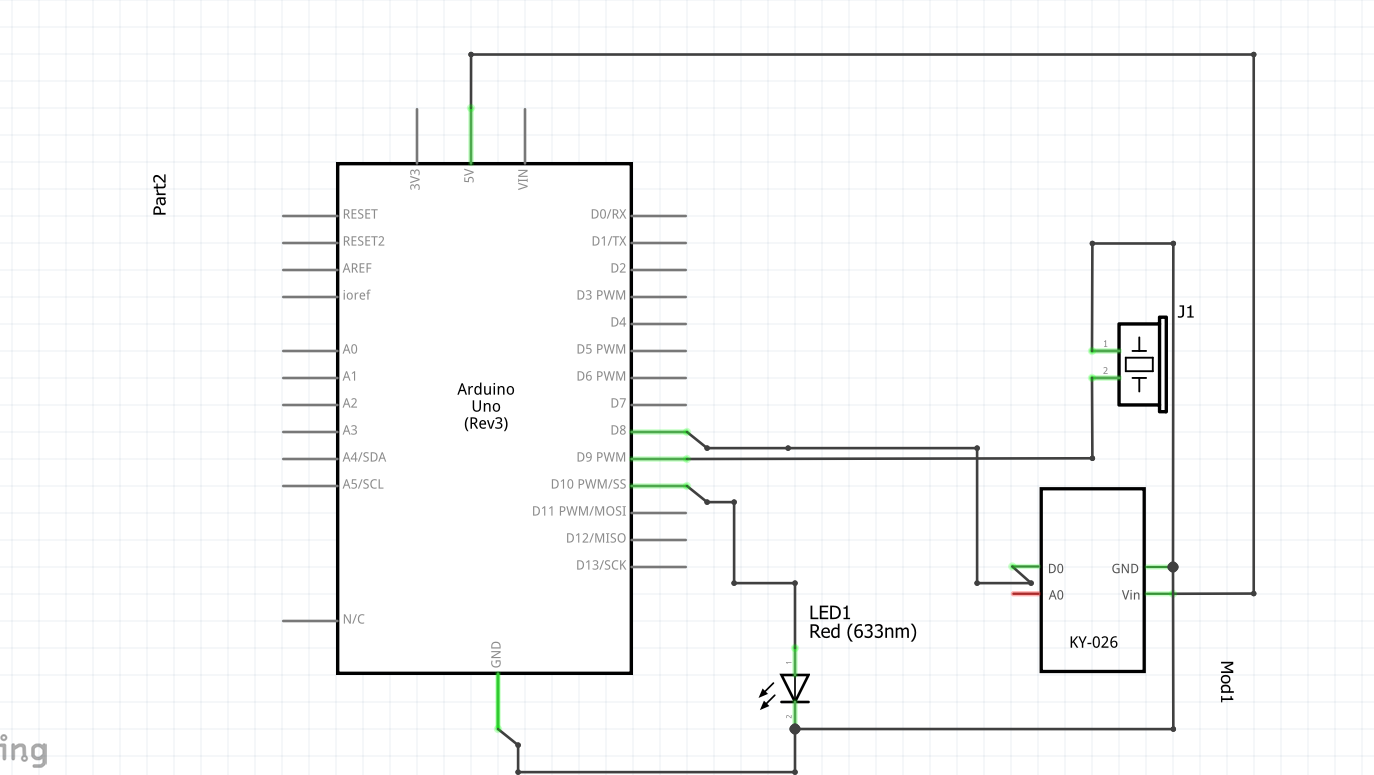 Part2
3V3
5V
VIN
RESET
RESET2
AREF
ioref
A0
A1
A2
A3
A4/SDA
A5/SCL
N/C
Arduino
Uno
(Rev3)
D0/RX
D1/TX
D2
D3 PWM
D4
D5 PWM
D6 PWM
D7
D8
D9 PWM
D10 PWM/SS
D11 PWM/MOSI
D12/MISO
D13/SCK
GND
J1
1
2
D0
A0
GND
Vin
KY-026
Mod1
LED1
Red (633nm)
1
2
ing